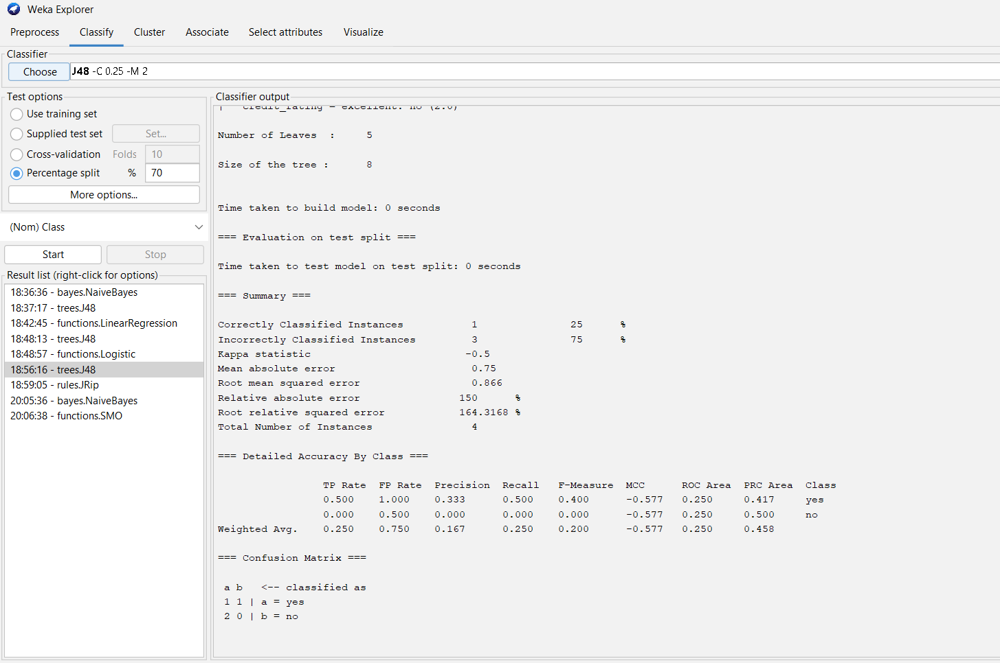 Weka Explorer
Preprocess Classify Cluster Associate Select attributes Visualize
Classifier
Choose J48 -C 0.25 -M 2
Test options
Use training set
Supplied test set Set...
Cross-validation Folds 10
Percentage split % 70
More options...
(Nom) Class
Start Stop
Result list (right-click for options)
18:36:36 - bayes.NaiveBayes
18:37:17 - trees.J48
18:42:45 - functions.LinearRegression
18:48:13 - trees.J48
18:48:57 - functions.Logistic
18:56:16 - trees.J48
18:59:05 - rules.JRip
20:05:36 - bayes.NaiveBayes
20:06:38 - functions.SMO
Classifier output
| credit_rating = excellent: no (2.0)
Number of Leaves : 5
Size of the tree : 8
Time taken to build model: 0 seconds
=== Evaluation on test split ===
Time taken to test model on test split: 0 seconds
=== Summary ===
Correctly Classified Instances 1 25 %
Incorrectly Classified Instances 3 75 %
Kappa statistic -0.5
Mean absolute error 0.75
Root mean squared error 0.866
Relative absolute error 150 %
Root relative squared error 164.3168 %
Total Number of Instances 4
=== Detailed Accuracy By Class ===
TP Rate FP Rate Precision Recall F-Measure MCC ROC Area PRC Area Class
0.500 1.000 0.333 0.500 0.400 -0.577 0.250 0.417 yes
0.000 0.500 0.000 0.000 0.000 -0.577 0.250 0.500 no
Weighted Avg. 0.250 0.750 0.167 0.250 0.200 -0.577 0.250 0.458
=== Confusion Matrix ===
a b <-- classified as
1 1 | a = yes
2 0 | b = no